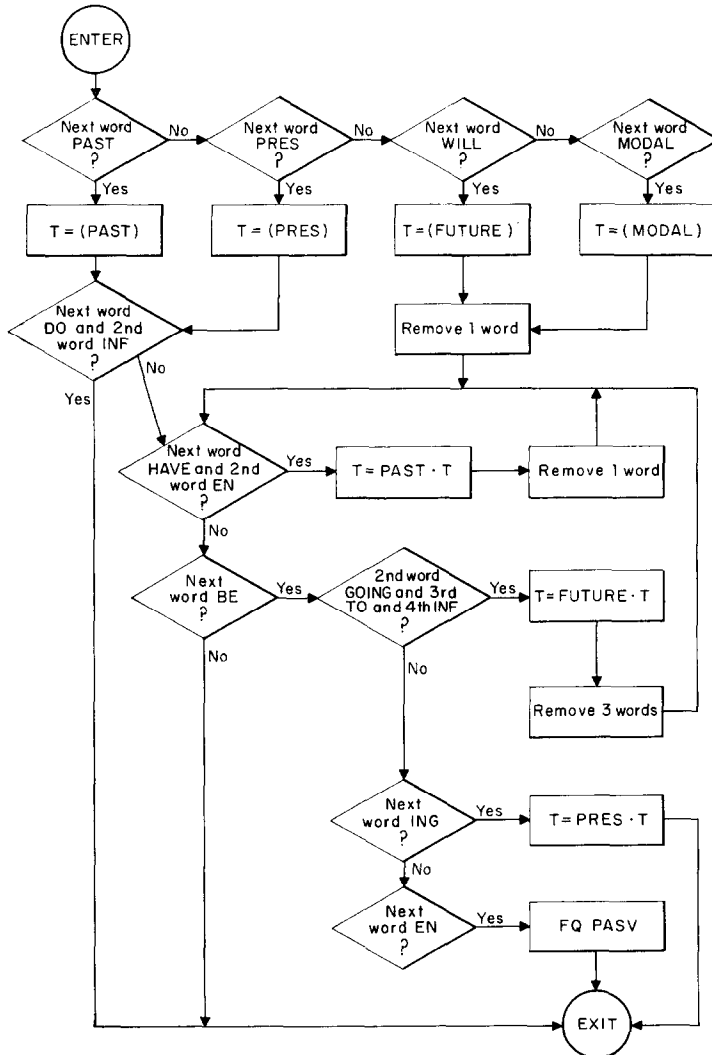 ENTER
Next word
PAST
?
No
Next word
PRES
?
No
Next word
WILL
?
No
Next word
MODAL
?
Yes
Yes
Yes
Yes
T = (PAST)
T = (PRES)
T=(FUTURE)
T=(MODAL)
Next word
DO and 2nd
word INF
?
Remove 1 word
Yes
No
Next word
HAVE and 2nd
word EN
?
Yes
T = PAST · T
Remove 1 word
No
Next
word BE
?
Yes
2nd word
GOING and 3rd
TO and 4th INF
?
Yes
T=FUTURE · T
No
No
Remove 3 words
Next
word ING
?
Yes
T= PRES · T
No
Next
word EN
?
Yes
FQ PASV
EXIT